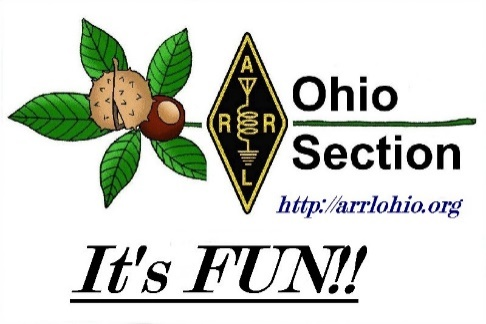 A
R R
L
Ohio
Section
http://arrlohio.org
It's FUN!!